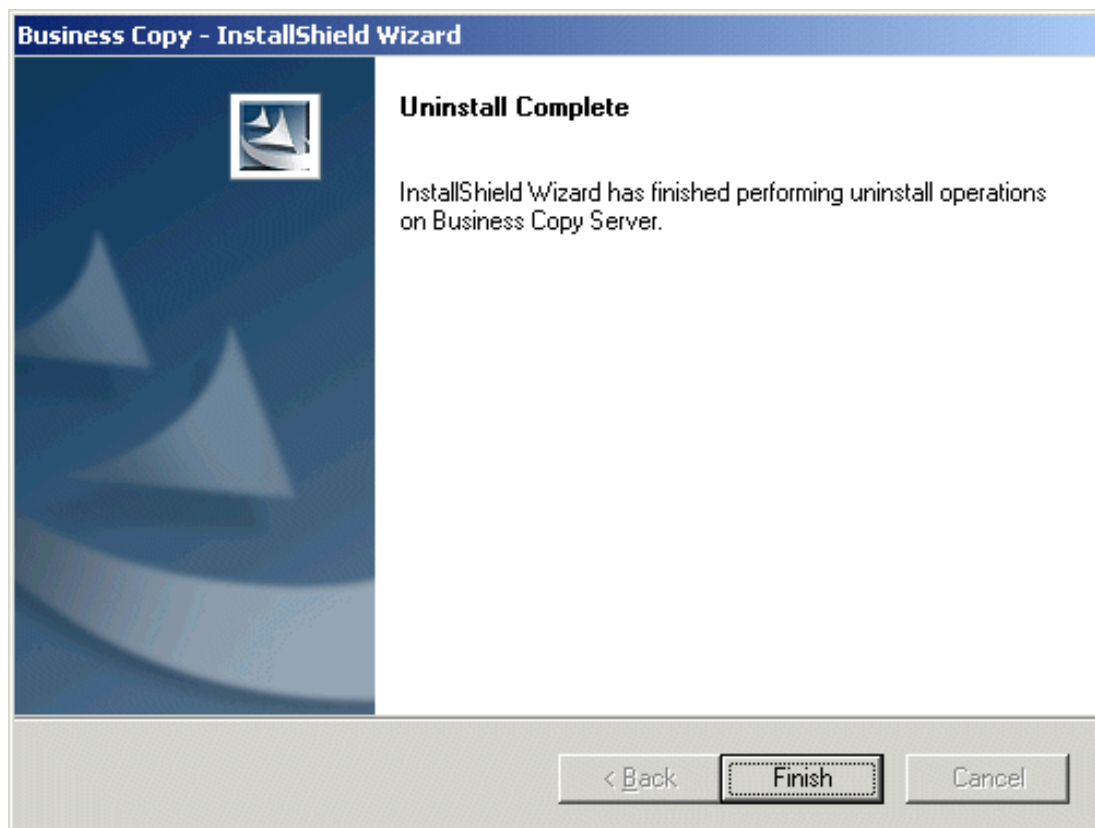 Business Copy - InstallShield Wizard
Uninstall Complete
InstallShield Wizard has finished performing uninstall operations
on Business Copy Server.
< Back
Finish
Cancel